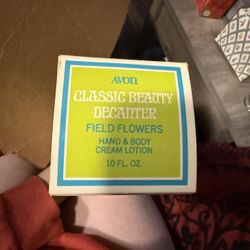 AVON
CLASSIC BEAUTY
DECANTER
FIELD FLOWERS
HAND & BODY
CREAM LOTION
10 FL. OZ.